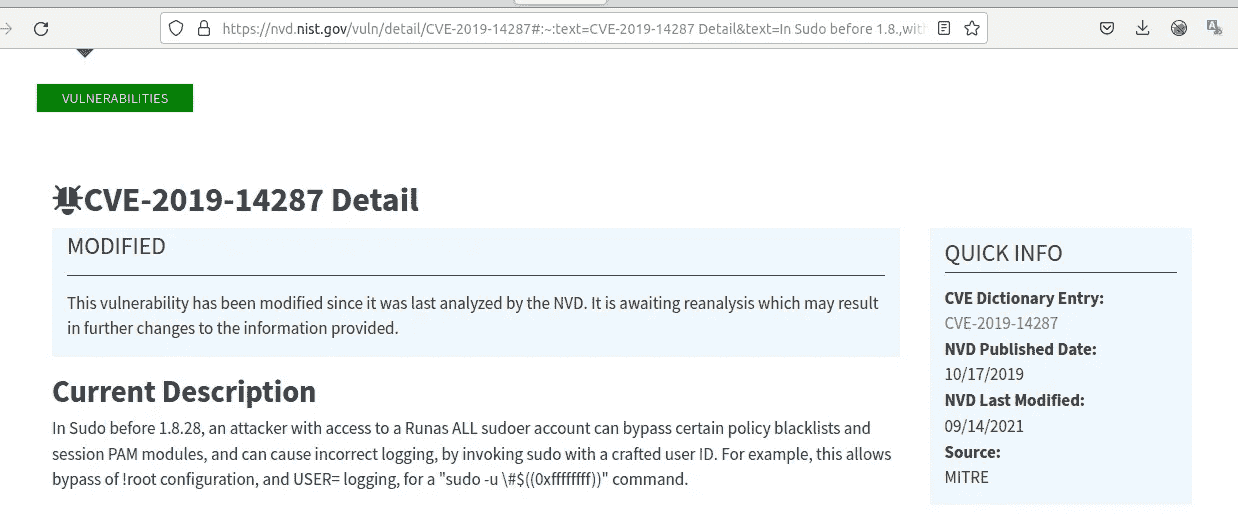 https://nvd.nist.gov/vuln/detail/CVE-2019-14287#:~:text=CVE-2019-14287 Detail&text=In Sudo before 1.8.,wit
VULNERABILITIES
CVE-2019-14287 Detail
MODIFIED
This vulnerability has been modified since it was last analyzed by the NVD. It is awaiting reanalysis which may result
in further changes to the information provided.
Current Description
In Sudo before 1.8.28, an attacker with access to a Runas ALL sudoer account can bypass certain policy blacklists and
session PAM modules, and can cause incorrect logging, by invoking sudo with a crafted user ID. For example, this allows
bypass of !root configuration, and USER= logging, for a "sudo -u \#$((0xffffffff))" command.
QUICK INFO
CVE Dictionary Entry:
CVE-2019-14287
NVD Published Date:
10/17/2019
NVD Last Modified:
09/14/2021
Source:
MITRE